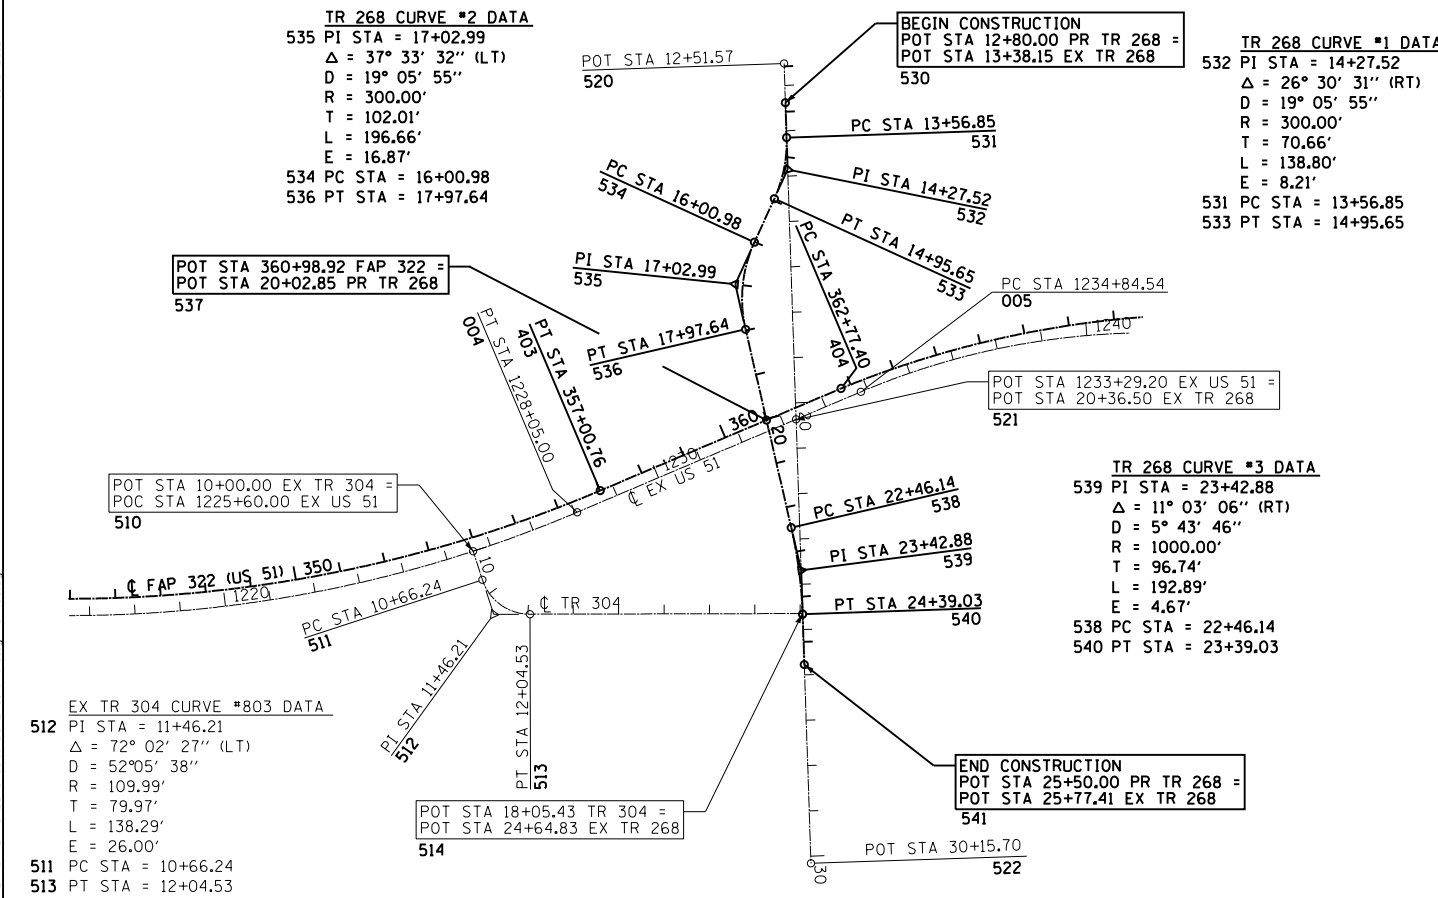 TR 268 CURVE #2 DATA
535 PI STA = 17+02.99
Δ = 37° 33' 32'' (LT)
D = 19° 05' 55''
R = 300.00'
T = 102.01'
L = 196.66'
E = 16.87'
534 PC STA = 16+00.98
536 PT STA = 17+97.64
POT STA 12+51.57
520
BEGIN CONSTRUCTION
POT STA 12+80.00 PR TR 268 =
POT STA 13+38.15 EX TR 268
530
TR 268 CURVE #1 DATA
532 PI STA = 14+27.52
Δ = 26° 30' 31'' (RT)
D = 19° 05' 55''
R = 300.00'
T = 70.66'
L = 138.80'
E = 8.21'
531 PC STA = 13+56.85
533 PT STA = 14+95.65
PC STA 13+56.85
531
PI STA 14+27.52
532
PC STA 16+00.98
534
PT STA 14+95.65
533
PI STA 17+02.99
535
POT STA 360+98.92 FAP 322 =
POT STA 20+02.85 PR TR 268
537
PC STA 362+77.40
404
PC STA 1234+84.54
005
PT STA 17+97.64
536
PT STA 1228+05.00
004
PT STA 357+00.76
403
1240
POT STA 1233+29.20 EX US 51 =
POT STA 20+36.50 EX TR 268
521
360
20
20
1230
℄ EX US 51
POT STA 10+00.00 EX TR 304 =
POC STA 1225+60.00 EX US 51
510
TR 268 CURVE #3 DATA
539 PI STA = 23+42.88
Δ = 11° 03' 06'' (RT)
D = 5° 43' 46''
R = 1000.00'
T = 96.74'
L = 192.89'
E = 4.67'
538 PC STA = 22+46.14
540 PT STA = 23+39.03
PC STA 22+46.14
538
PI STA 23+42.88
539
PT STA 24+39.03
540
℄ FAP 322 (US 51)
350
1220
10
PC STA 10+66.24
511
℄ TR 304
PI STA 11+46.21
512
PT STA 12+04.53
513
EX TR 304 CURVE #803 DATA
512 PI STA = 11+46.21
Δ = 72° 02' 27'' (LT)
D = 52°05' 38''
R = 109.99'
T = 79.97'
L = 138.29'
E = 26.00'
511 PC STA = 10+66.24
513 PT STA = 12+04.53
POT STA 18+05.43 TR 304 =
POT STA 24+64.83 EX TR 268
514
END CONSTRUCTION
POT STA 25+50.00 PR TR 268 =
POT STA 25+77.41 EX TR 268
541
POT STA 30+15.70
522
30